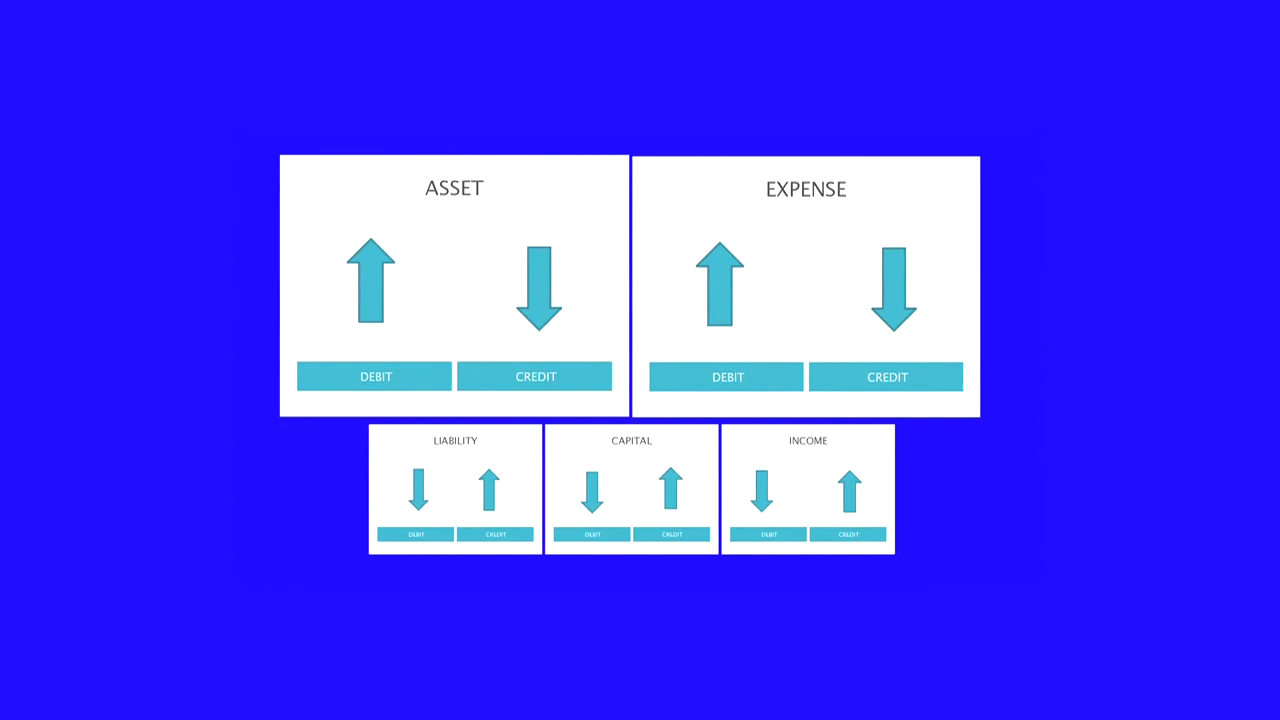 ASSET
DEBIT CREDIT
EXPENSE
DEBIT CREDIT
LIABILITY
DEBIT CREDIT
CAPITAL
DEBIT CREDIT
INCOME
DEBIT CREDIT